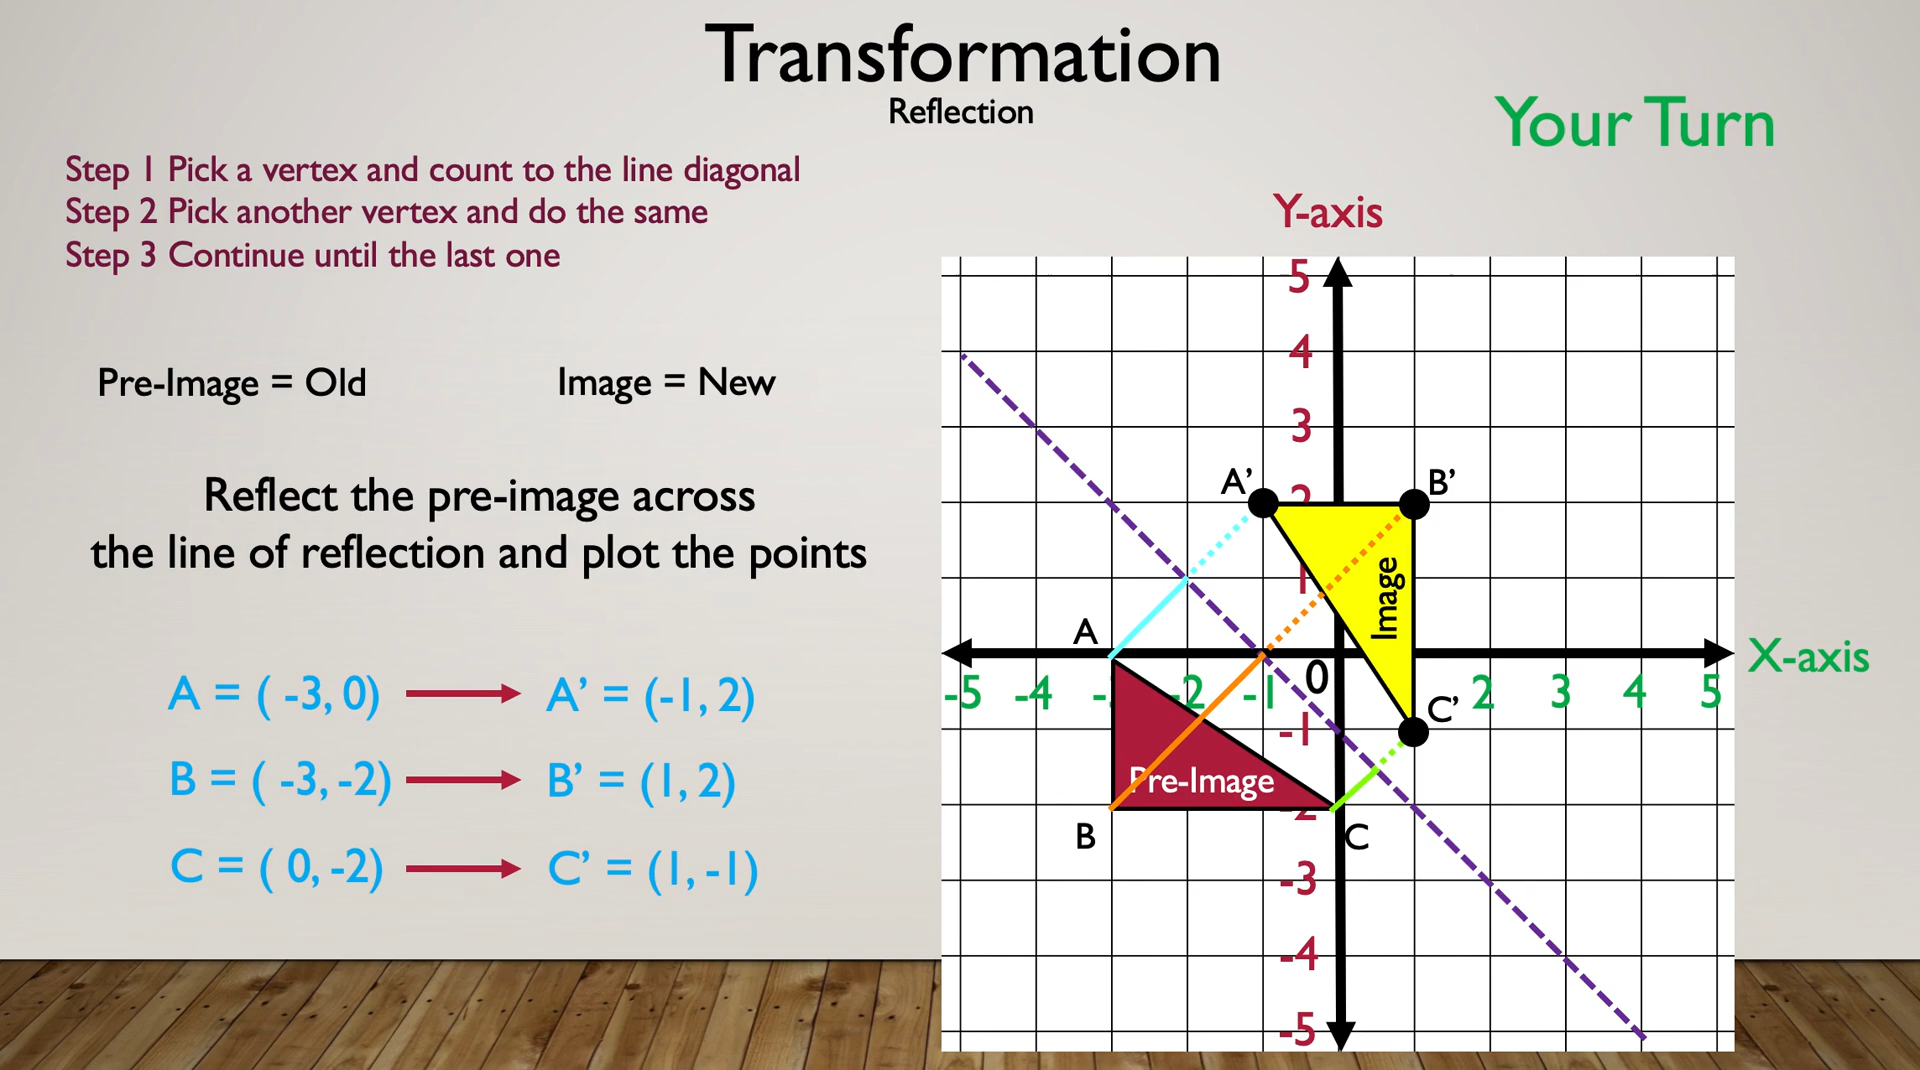 Transformation
Reflection
Your Turn
Step 1 Pick a vertex and count to the line diagonal
Step 2 Pick another vertex and do the same
Step 3 Continue until the last one
Pre-Image = Old
Image = New
Reflect the pre-image across
the line of reflection and plot the points
A = ( -3, 0)
A’ = (-1, 2)
B = ( -3, -2)
B’ = (1, 2)
C = ( 0, -2)
C’ = (1, -1)
Y-axis
5
4
3
A’
2
B’
Image
1
A
X-axis
-5 -4 -2 -1 0 2 3 4 5
C’
-1
Pre-Image
-2
B
C
-3
-4
-5